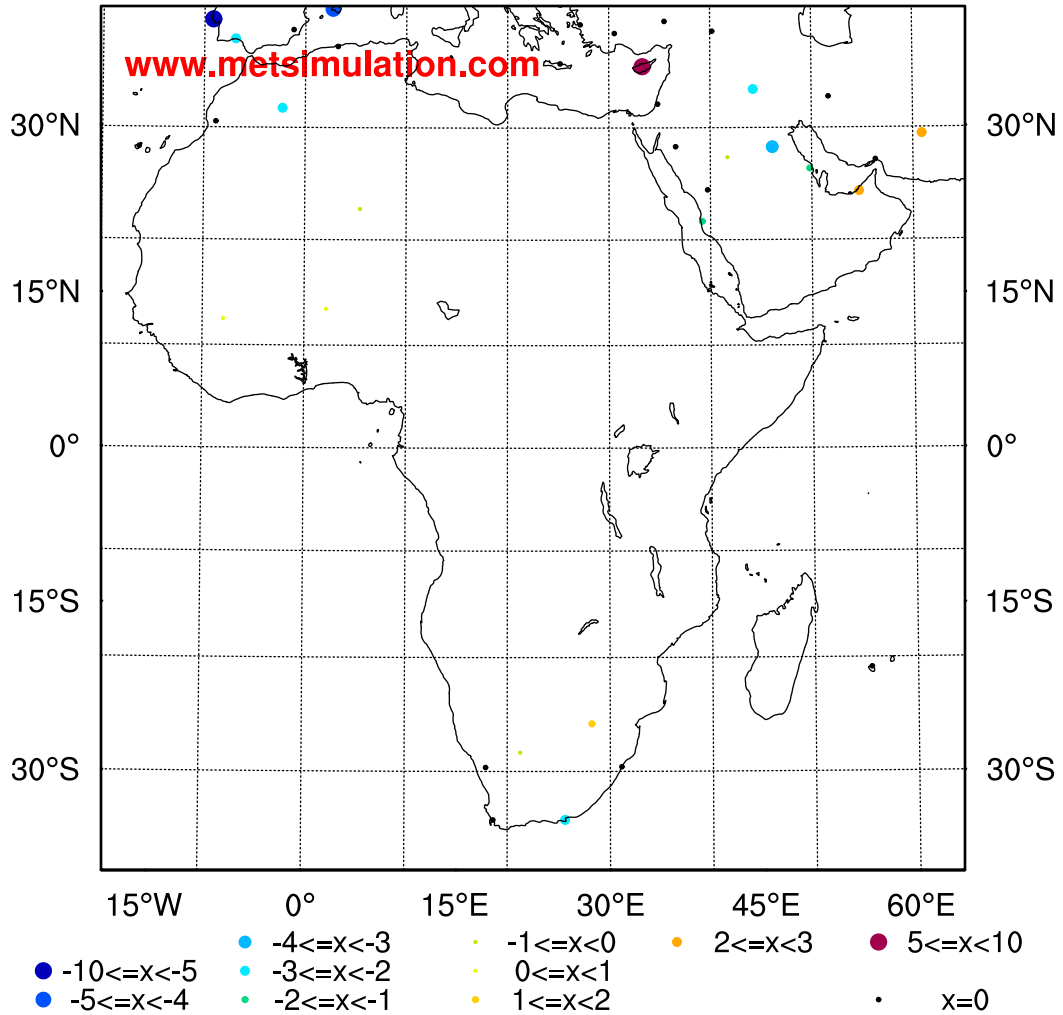 www.metsimulation.com
30°N 30°N
15°N 15°N
0° 0°
15°S 15°S
30°S 30°S
15°W 0° 15°E 30°E 45°E 60°E
-4<=x<-3 -1<=x<0 2<=x<3 5<=x<10
-10<=x<-5 -3<=x<-2 0<=x<1
-5<=x<-4 -2<=x<-1 1<=x<2 x=0